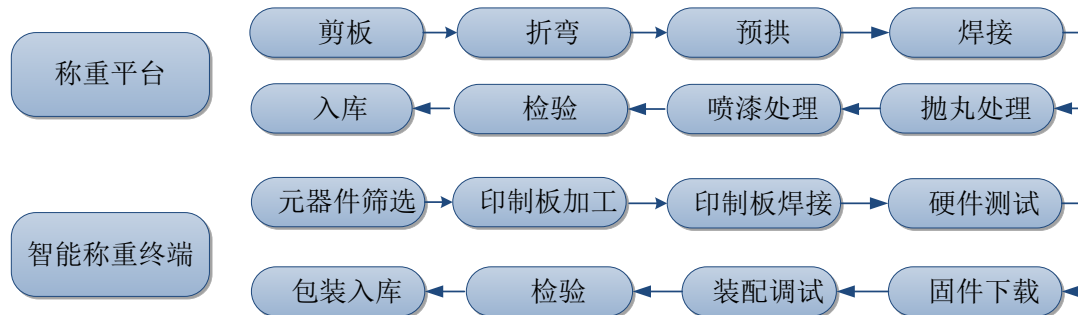 称重平台
剪板 折弯 预拱 焊接
入库 检验 喷漆处理 抛丸处理
智能称重终端
元器件筛选 印制板加工 印制板焊接 硬件测试
包装入库 检验 装配调试 固件下载